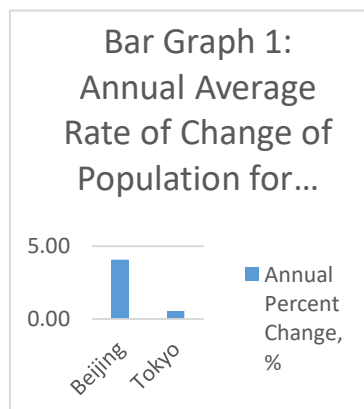 Bar Graph 1:
Annual Average
Rate of Change of
Population for...
5.00
0.00
Beijing
Tokyo
Annual
Percent
Change,
%